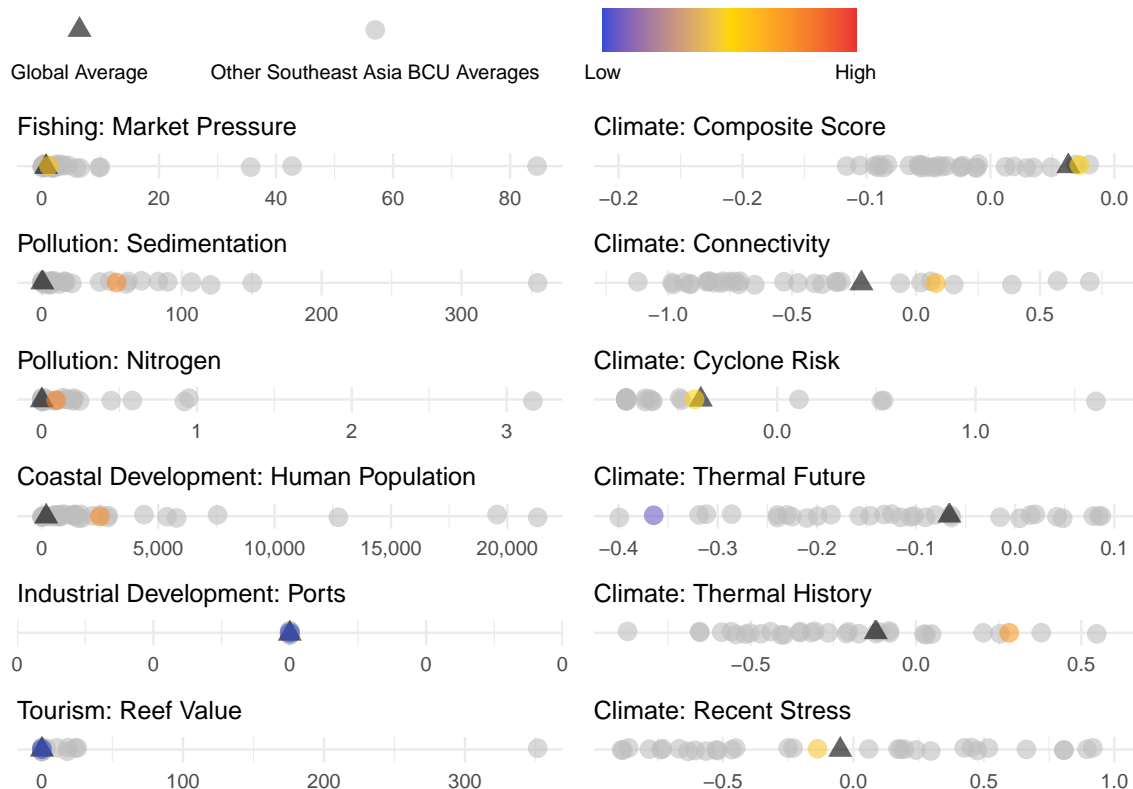 Global Average Other Southeast Asia BCU Averages Low High
Fishing: Market Pressure
0 20 40 60 80
Climate: Composite Score
−0.2 −0.2 −0.1 0.0 0.0
Pollution: Sedimentation
0 100 200 300
Climate: Connectivity
−1.0 −0.5 0.0 0.5
Pollution: Nitrogen
0 1 2 3
Climate: Cyclone Risk
0.0 1.0
Coastal Development: Human Population
0 5,000 10,000 15,000 20,000
Climate: Thermal Future
−0.4 −0.3 −0.2 −0.1 0.0 0.1
Industrial Development: Ports
0 0 0 0 0
Climate: Thermal History
−0.5 0.0 0.5
Tourism: Reef Value
0 100 200 300
Climate: Recent Stress
−0.5 0.0 0.5 1.0